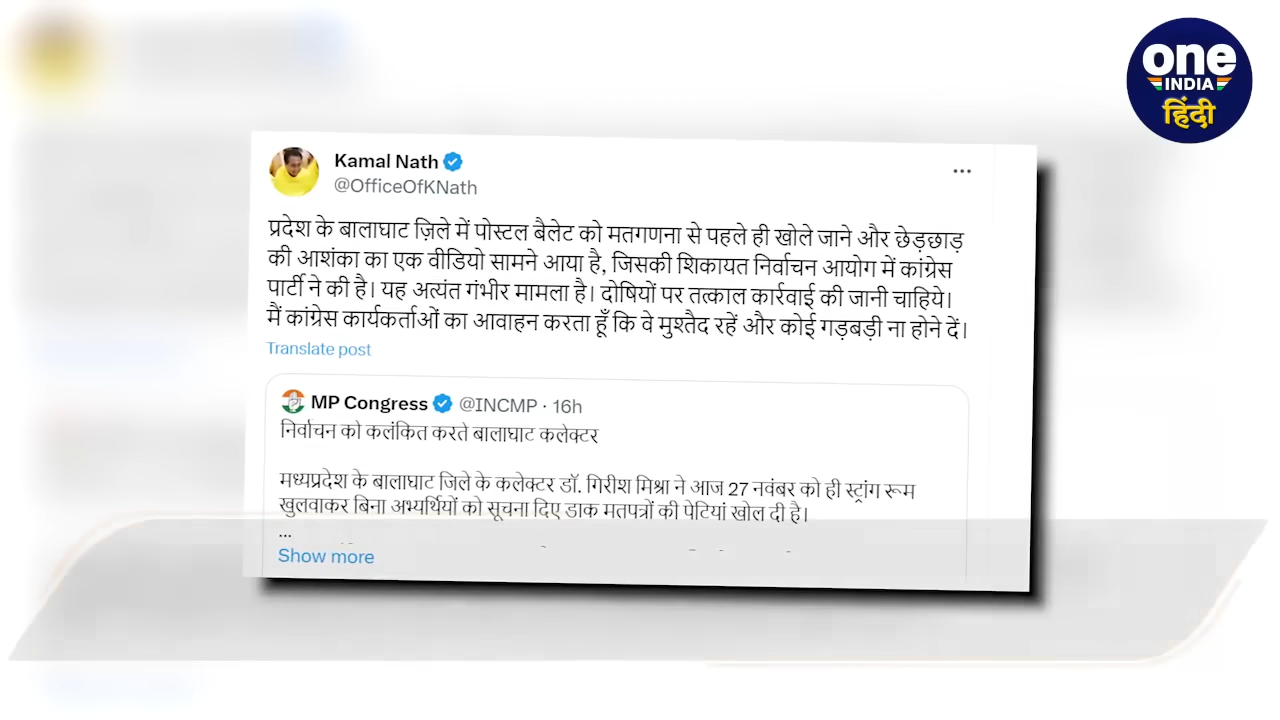 one
INDIA
हिंदी
Kamal Nath
@OfficeOfKNath
प्रदेश के बालाघाट ज़िले में पोस्टल बैलेट को मतगणना से पहले ही खोले जाने और छेड़छाड़
की आशंका का एक वीडियो सामने आया है, जिसकी शिकायत निर्वाचन आयोग में कांग्रेस
पार्टी ने की है। यह अत्यंत गंभीर मामला है। दोषियों पर तत्काल कार्रवाई की जानी चाहिये।
मैं कांग्रेस कार्यकर्ताओं का आवाहन करता हूँ कि वे मुश्तैद रहें और कोई गड़बड़ी ना होने दें।
Translate post
MP Congress @INCMP · 16h
निर्वाचन को कलंकित करते बालाघाट कलेक्टर
मध्यप्रदेश के बालाघाट जिले के कलेक्टर डॉ. गिरीश मिश्रा ने आज 27 नवंबर को ही स्ट्रांग रूम
खुलवाकर बिना अभ्यर्थियों को सूचना दिए डाक मतपत्रों की पेटियां खोल दी है।
...
Show more